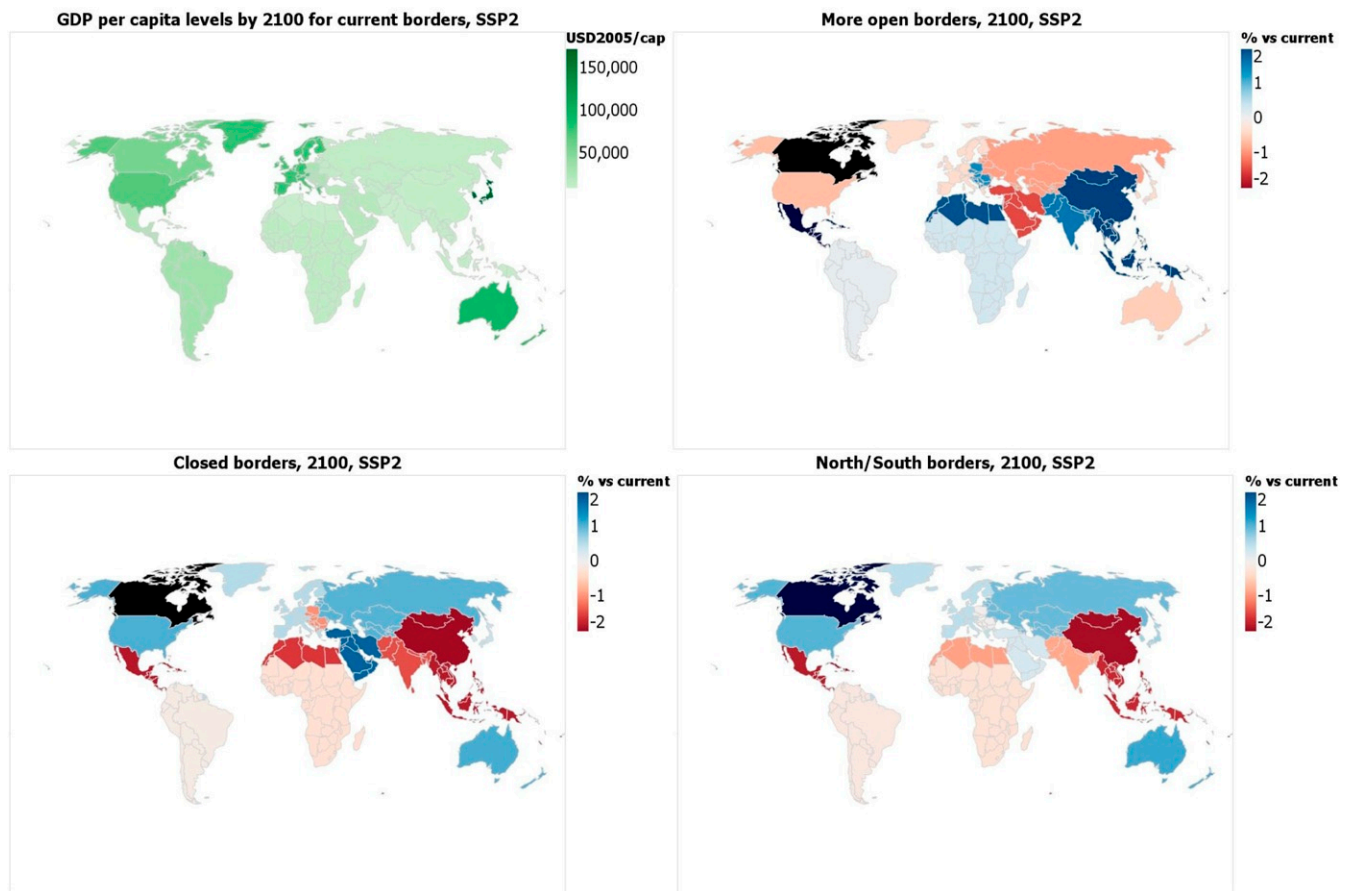 GDP per capita levels by 2100 for current borders, SSP2
USD2005/cap
150,000
100,000
50,000
More open borders, 2100, SSP2
% vs current
2
1
0
-1
-2
Closed borders, 2100, SSP2
% vs current
2
1
0
-1
-2
North/South borders, 2100, SSP2
% vs current
2
1
0
-1
-2